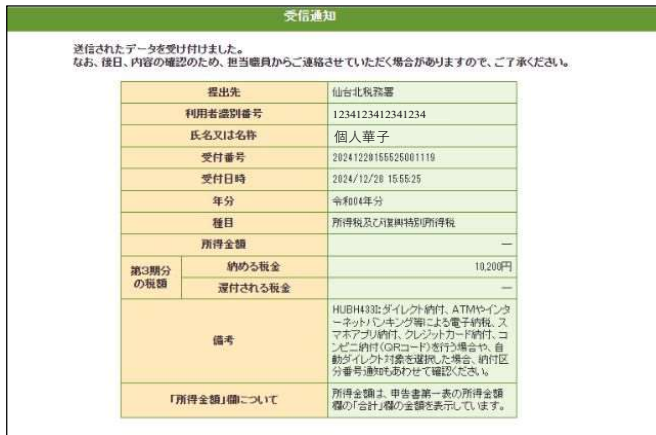 受信通知
送信されたデータを受け付けました。
なお、後日、内容の確認のため、担当職員からご連絡させていただく場合がありますので、ご了承ください。
提出先 仙台北税務署
利用者識別番号 1234123412341234
氏名又は名称 個人華子
受付番号 20241228155525001119
受付日時 2024/12/28 15:55:25
年分 令和04年分
種目 所得税及び復興特別所得税
所得金額 ―
第3期分
の税額
納める税金 10,200円
還付される税金 ―
備考
HUBH433I:ダイレクト納付、ATMやインタ
ーネットバンキング等による電子納税、ス
マホアプリ納付、クレジットカード納付、コ
ンビニ納付(QRコード)を行う場合や、自
動ダイレクト対象を選択した場合、納付区
分番号通知もあわせて確認ください。
「所得金額」欄について
所得金額は、申告書第一表の所得金額
欄の「合計」欄の金額を表示しています。